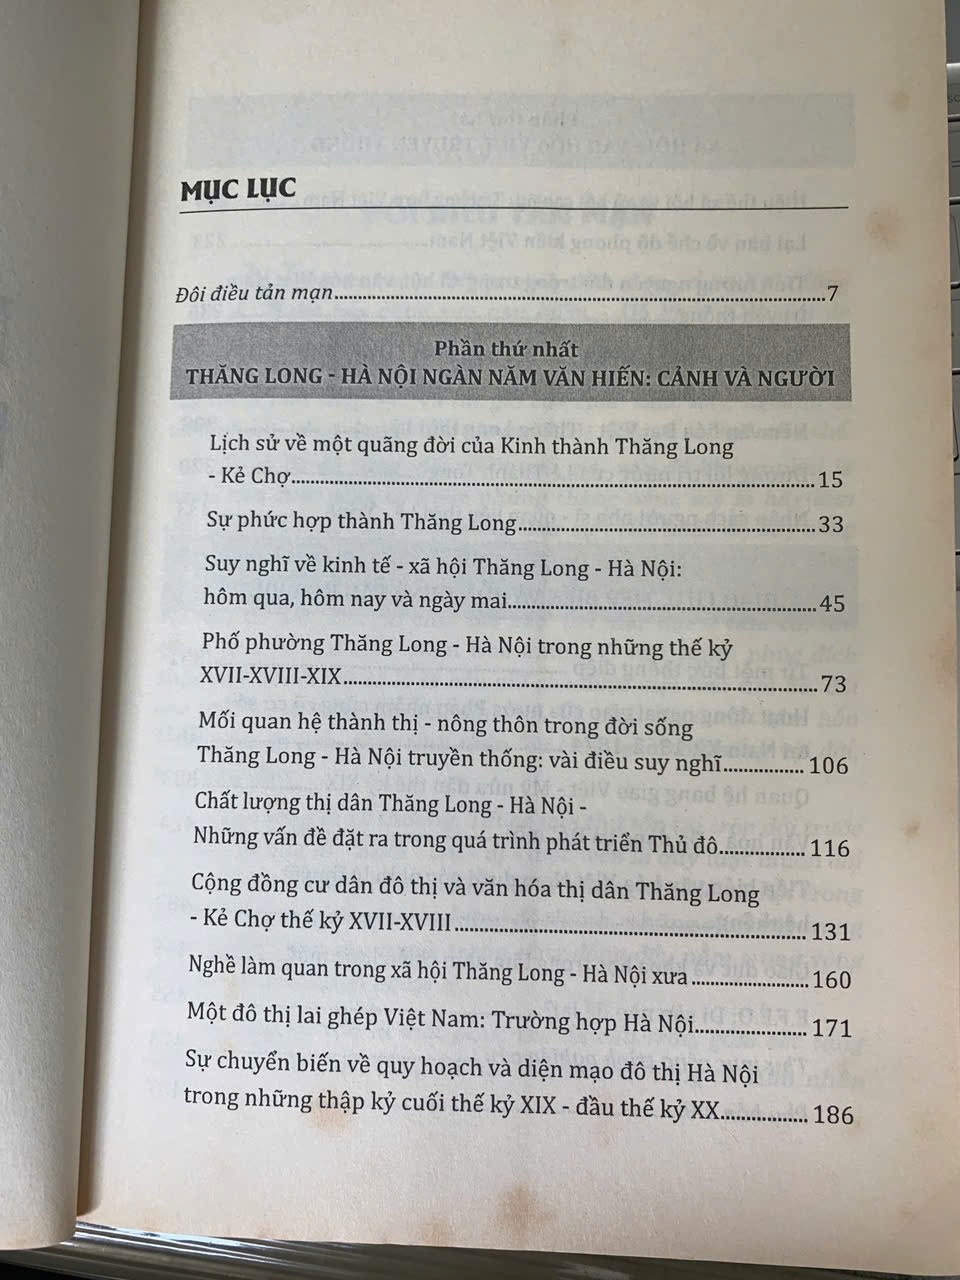 MỤC LỤC
Đôi điều tản mạn....................7
Phần thứ nhất
THĂNG LONG - HÀ NỘI NGÀN NĂM VĂN HIẾN: CẢNH VÀ NGƯỜI
Lịch sử về một quãng đời của Kinh thành Thăng Long
- Kẻ Chợ....................15
Sự phức hợp thành Thăng Long....................33
Suy nghĩ về kinh tế - xã hội Thăng Long - Hà Nội:
hôm qua, hôm nay và ngày mai....................45
Phố phường Thăng Long - Hà Nội trong những thế kỷ
XVII-XVIII-XIX....................73
Mối quan hệ thành thị - nông thôn trong đời sống
Thăng Long - Hà Nội truyền thống: vài điều suy nghĩ................106
Chất lượng thị dân Thăng Long - Hà Nội -
Những vấn đề đặt ra trong quá trình phát triển Thủ đô.................116
Cộng đồng cư dân đô thị và văn hóa thị dân Thăng Long
- Kẻ Chợ thế kỷ XVII-XVIII....................131
Nghề làm quan trong xã hội Thăng Long - Hà Nội xưa....................160
Một đô thị lai ghép Việt Nam: Trường hợp Hà Nội....................171
Sự chuyển biến về quy hoạch và diện mạo đô thị Hà Nội
trong những thập kỷ cuối thế kỷ XIX - đầu thế kỷ XX.................186